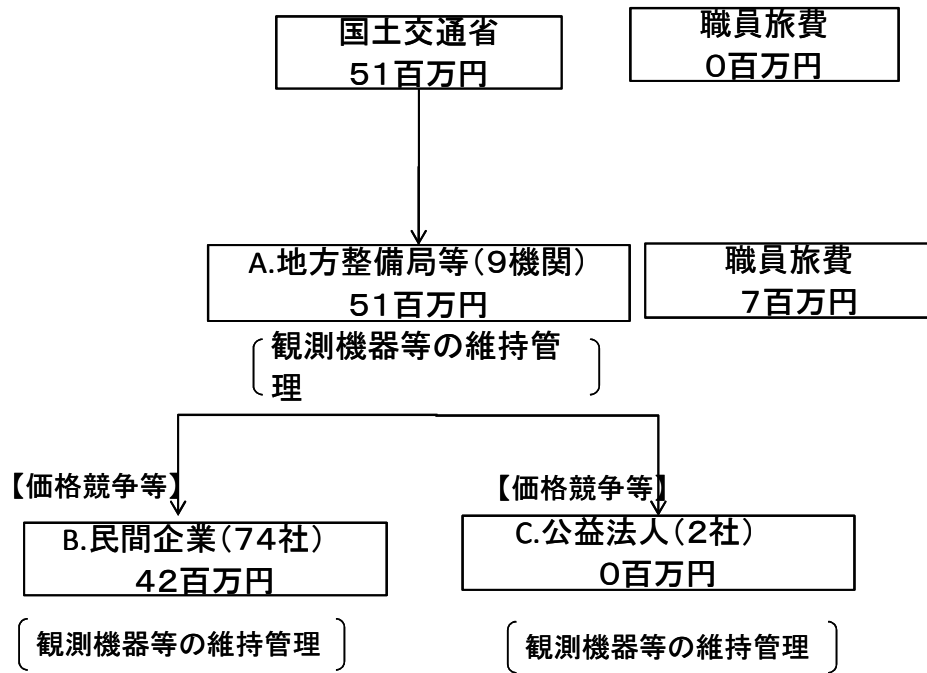 国土交通省
51百万円
職員旅費
0百万円
A.地方整備局等(9機関)
51百万円
職員旅費
7百万円
観測機器等の維持管
理
【価格競争等】
【価格競争等】
B.民間企業(74社)
42百万円
C.公益法人(2社)
0百万円
観測機器等の維持管理
観測機器等の維持管理